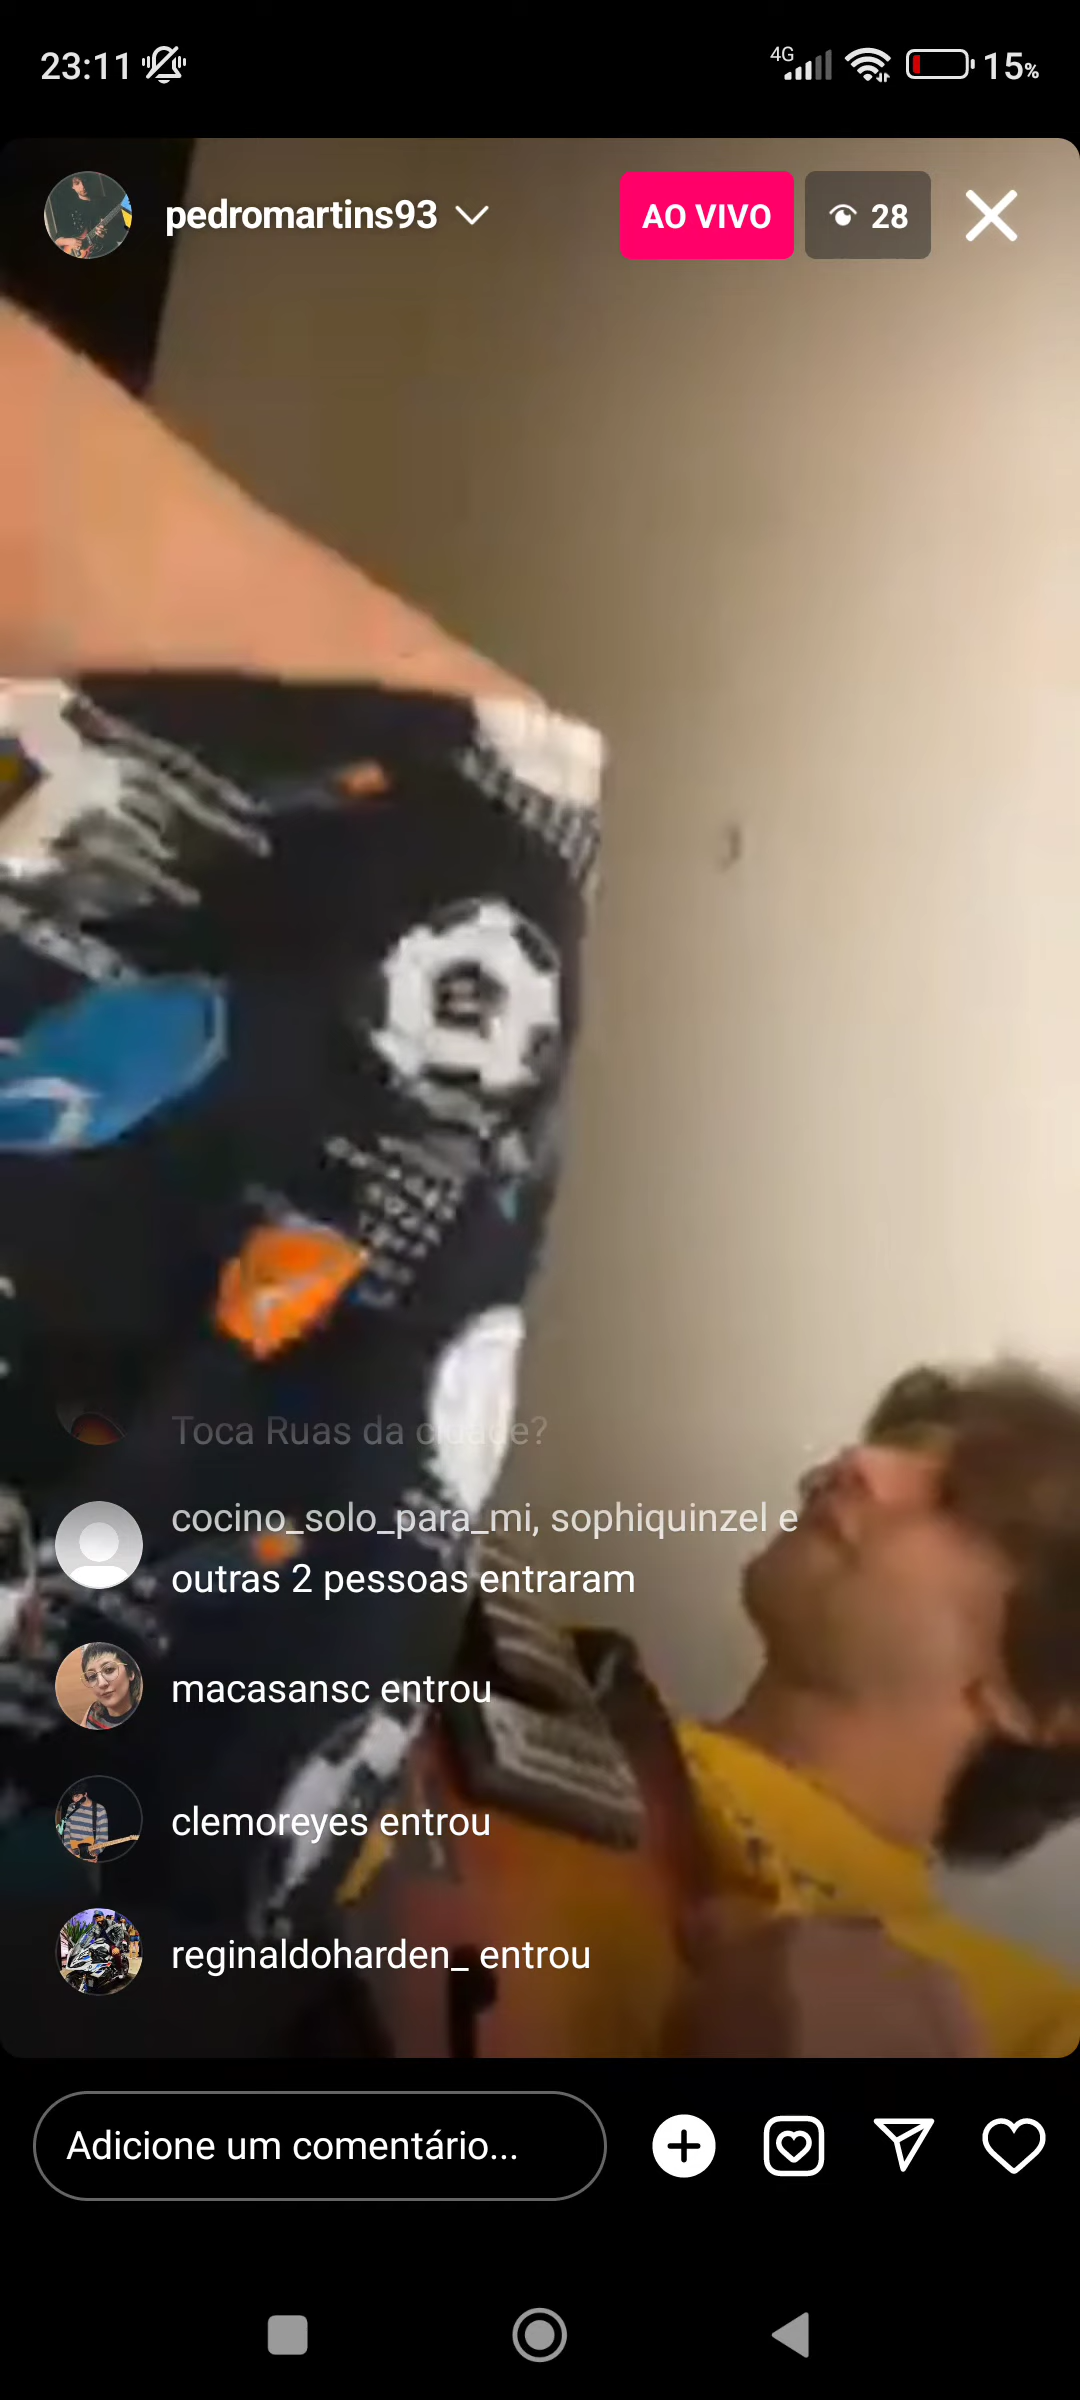 23:11
4G
15%
pedromartins93
AO VIVO
28
Toca Ruas da cidade?
cocino_solo_para_mi, sophiquinzel e
outras 2 pessoas entraram
macasansc entrou
clemoreyes entrou
reginaldoharden_ entrou
Adicione um comentário...